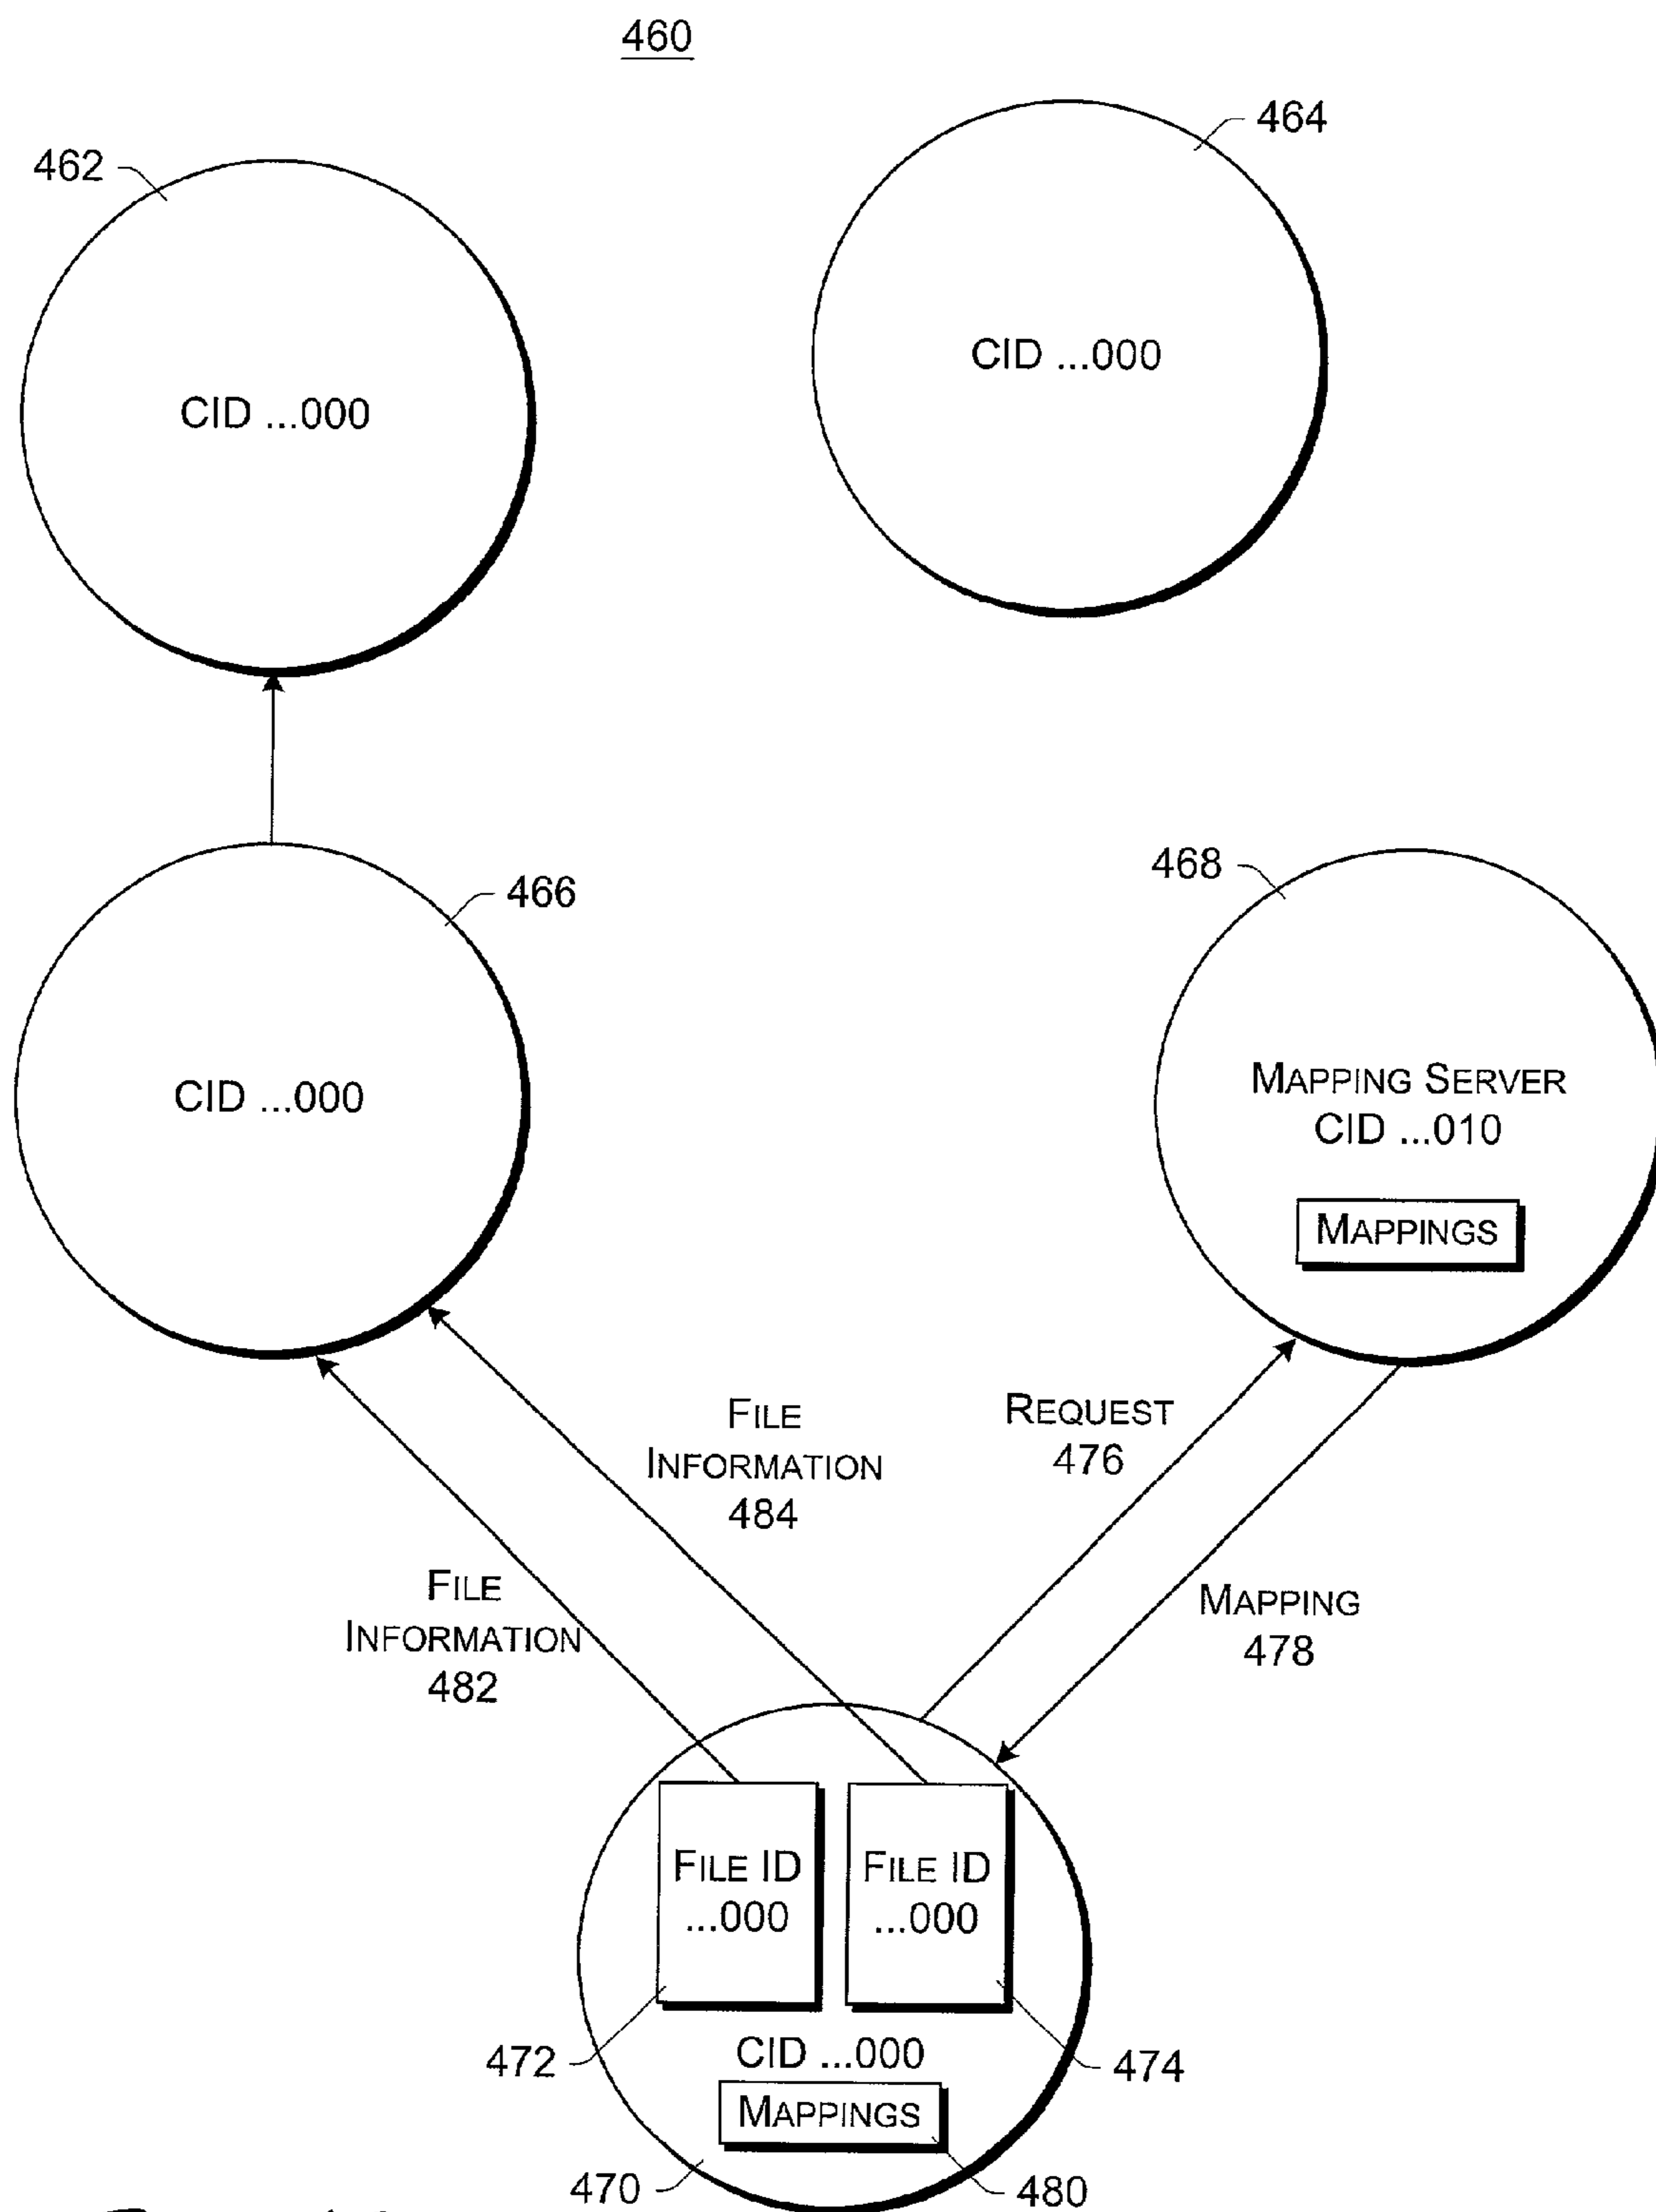 460
464
462
CID ...000
CID ...000
466
468
CID ...000
MAPPING SERVER
CID ...010
MAPPINGS
FILE
INFORMATION
484
REQUEST
476
FILE
INFORMATION
482
MAPPING
478
FILE ID
...000
FILE ID
...000
472
CID ...000
474
MAPPINGS
470
480